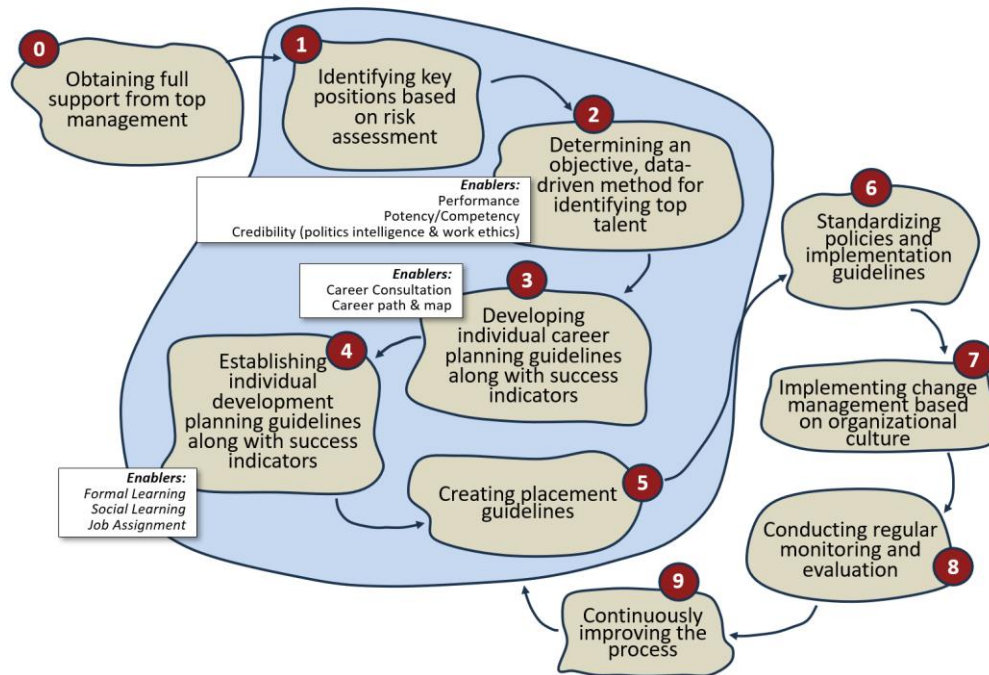 0
Obtaining full
support from top
management
1
Identifying key
positions based
on risk
assessment
2
Determining an
objective, data-
driven method for
identifying top
talent
Enablers:
Performance
Potency/Competency
Credibility (politics intelligence & work ethics)
3
Developing
individual career
planning guidelines
along with success
indicators
Enablers:
Career Consultation
Career path & map
4
Establishing
individual
development
planning guidelines
along with success
indicators
Enablers:
Formal Learning
Social Learning
Job Assignment
5
Creating placement
guidelines
6
Standardizing
policies and
implementation
guidelines
7
Implementing change
management based
on organizational
culture
8
Conducting regular
monitoring and
evaluation
9
Continuously
improving the
process